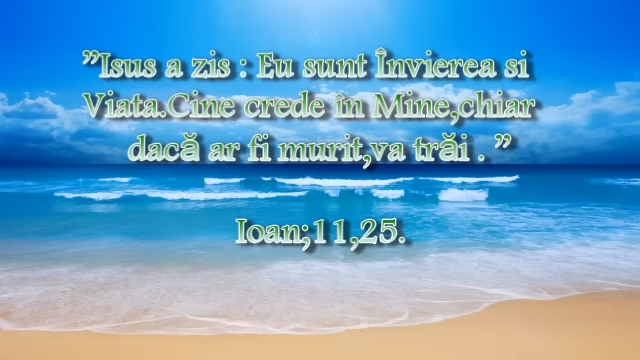 ”Isus a zis : Eu sunt Învierea si
Viata.Cine crede în Mine,chiar
dacă ar fi murit,va trăi . ”
Ioan;11,25.